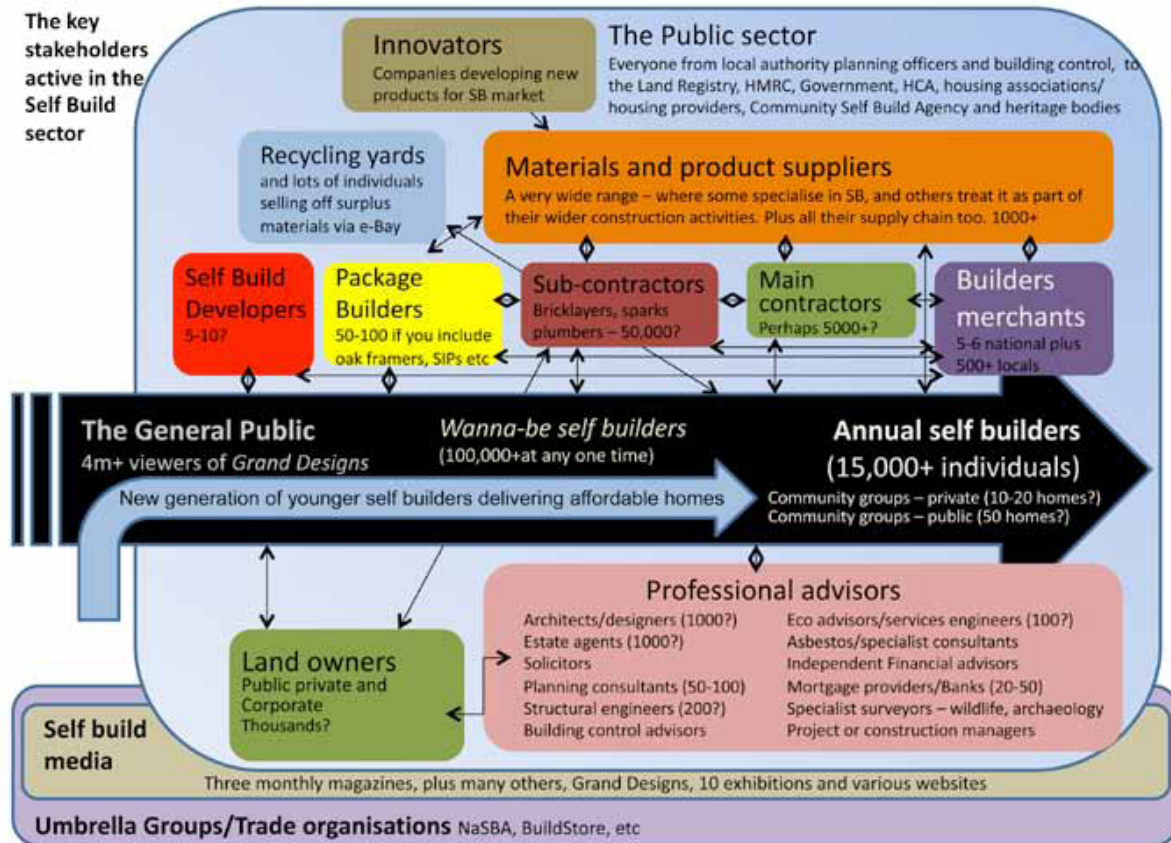 The key
stakeholders
active in the
Self Build
sector
Innovators
Companies developing new
products for SB market
The Public sector
Everyone from local authority planning officers and building control, to
the Land Registry, HMRC, Government, HCA, housing associations/
housing providers, Community Self Build Agency and heritage bodies
Recycling yards
and lots of individuals
selling off surplus
materials via e-Bay
Materials and product suppliers
A very wide range – where some specialise in SB, and others treat it as part of
their wider construction activities. Plus all their supply chain too. 1000+
Self Build
Developers
5-10?
Package
Builders
50-100 if you include
oak framers, SIPs etc
Sub-contractors
Bricklayers, sparks
plumbers – 50,000?
Main
contractors
Perhaps 5000+?
Builders
merchants
5-6 national plus
500+ locals
The General Public
4m+ viewers of Grand Designs
Wanna-be self builders
(100,000+at any one time)
Annual self builders
(15,000+ individuals)
Community groups – private (10-20 homes?)
Community groups – public (50 homes?)
New generation of younger self builders delivering affordable homes
Land owners
Public private and
Corporate
Thousands?
Professional advisors
Architects/designers (1000?)
Estate agents (1000?)
Solicitors
Planning consultants (50-100)
Structural engineers (200?)
Building control advisors
Eco advisors/services engineers (100?)
Asbestos/specialist consultants
Independent Financial advisors
Mortgage providers/Banks (20-50)
Specialist surveyors – wildlife, archaeology
Project or construction managers
Self build
media
Three monthly magazines, plus many others, Grand Designs, 10 exhibitions and various websites
Umbrella Groups/Trade organisations NaSBA, BuildStore, etc